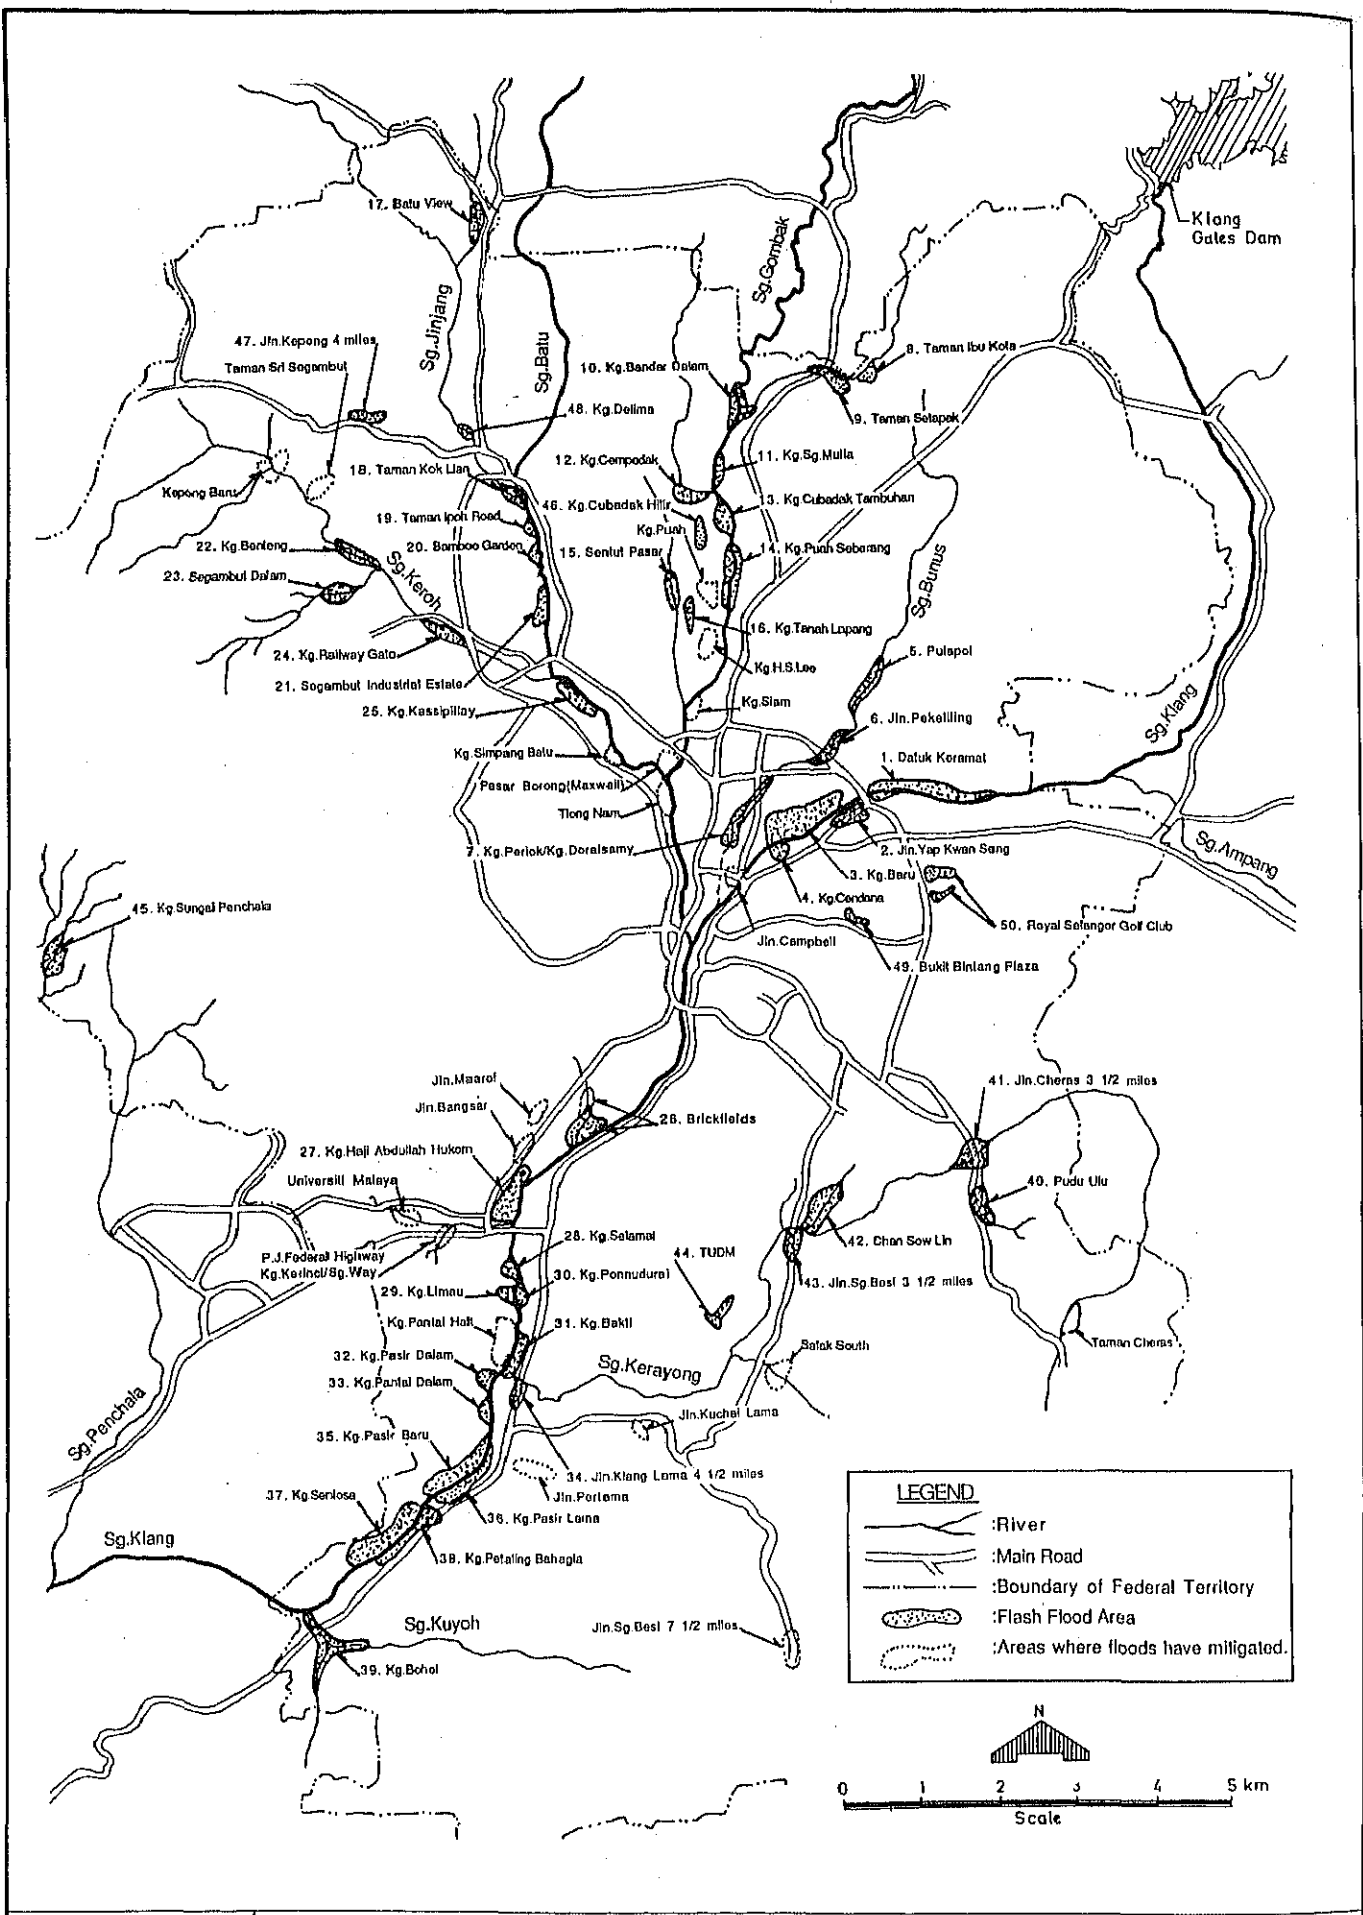 Klang
Gates Dam
17. Batu View
Sg.Gombak
Sg.Jinjang
Sg.Batu
47. Jln.Kepong 4 miles
Taman Sri Segambut
10. Kg.Bandar Dalam
8. Taman Ibu Kota
9. Taman Setapak
48. Kg.Delima
12. Kg.Cempedak
11. Kg.Sg.Mulia
18. Taman Kok Lian
Kepong Baru
46. Kg.Cubadak Hilir
13. Kg.Cubadak Tambuhan
19. Taman Ipoh Road
Kg.Puah
22. Kg.Benteng
20. Bamboo Garden
15. Sentul Pasar
14. Kg.Puah Seberang
23. Segambut Dalam
Sg.Keroh
Sg.Bunus
16. Kg.Tanah Lapang
24. Kg.Railway Gate
Kg.H.S.Lee
5. Pulapol
21. Segambut Industrial Estate
25. Kg.Kassipillay
Kg.Siam
6. Jln.Pekeliling
Sg.Klang
Kg.Simpang Batu
1. Datuk Keramat
Pasar Borong(Maxwell)
Tiong Nam
7. Kg.Periok/Kg.Doraisamy
2. Jln.Yap Kwan Seng
Sg.Ampang
3. Kg.Baru
4. Kg.Cendana
45. Kg.Sungai Penchala
50. Royal Selangor Golf Club
Jln.Campbell
49. Bukit Bintang Plaza
Jln.Maarof
Jln.Bangsar
41. Jln.Cheras 3 1/2 miles
26. Brickfields
27. Kg.Haji Abdullah Hukom
Universiti Malaya
40. Pudu Ulu
28. Kg.Selamat
42. Chan Sow Lin
P.J.Federal Highway
Kg.Kerinci/Sg.Way
44. TUDM
30. Kg.Ponnudurai
43. Jln.Sg.Besi 3 1/2 miles
29. Kg.Limau
Kg.Pantai Halt
31. Kg.Bakti
Taman Cheras
Salak South
32. Kg.Pasir Dalam
Sg.Kerayong
33. Kg.Pantai Dalam
Sg.Penchala
Jln.Kuchai Lama
35. Kg.Pasir Baru
34. Jln.Klang Lama 4 1/2 miles
37. Kg.Sentosa
Jln.Pertama
36. Kg.Pasir Lama
Sg.Klang
38. Kg.Petaling Bahagia
Sg.Kuyoh
Jln.Sg.Besi 7 1/2 miles
39. Kg.Bohol
LEGEND
:River
:Main Road
:Boundary of Federal Territory
:Flash Flood Area
:Areas where floods have mitigated.
N
0 1 2 3 4 5 km
Scale